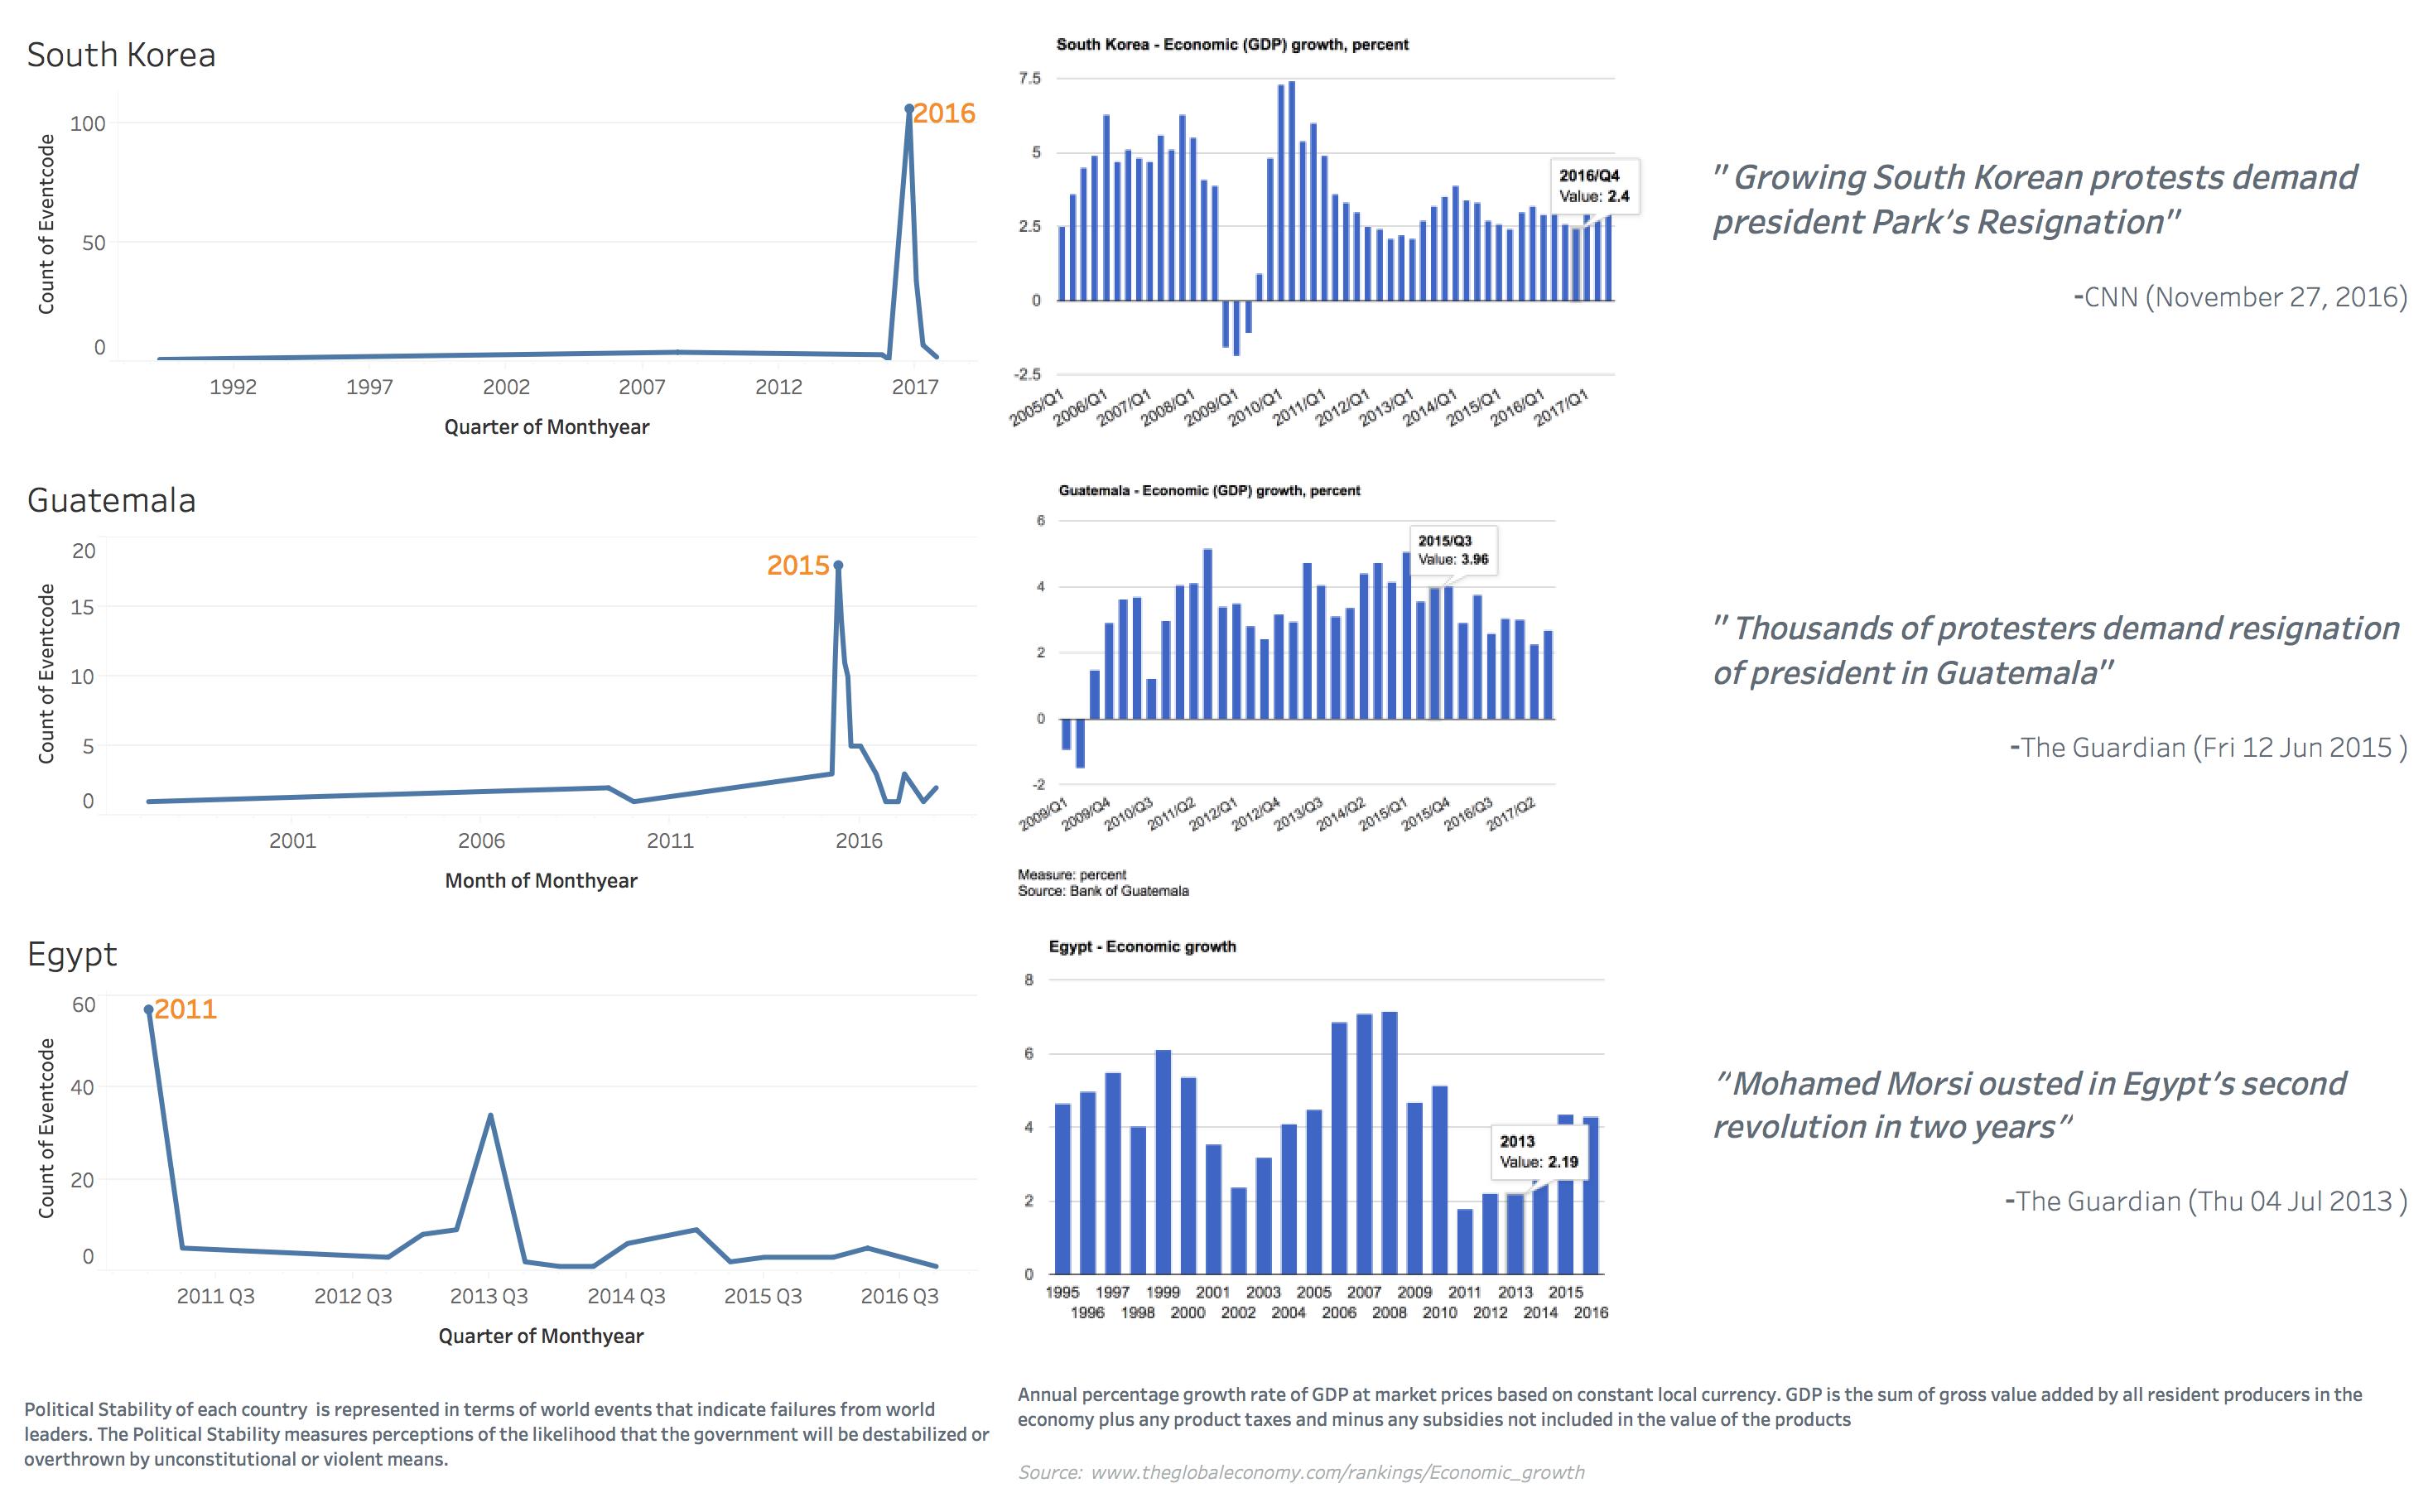 South Korea
Count of Eventcode
100
50
0
2016
1992 1997 2002 2007 2012 2017
Quarter of Monthyear
South Korea - Economic (GDP) growth, percent
7.5
5
2.5
0
-2.5
2016/Q4
Value: 2.4
2005/Q1 2006/Q1 2007/Q1 2008/Q1 2009/Q1 2010/Q1 2011/Q1 2012/Q1 2013/Q1 2014/Q1 2015/Q1 2016/Q1 2017/Q1
" Growing South Korean protests demand
president Park's Resignation"
-CNN (November 27, 2016)
Guatemala
Count of Eventcode
20
15
10
5
0
2015
2001 2006 2011 2016
Month of Monthyear
Guatemala - Economic (GDP) growth, percent
6
4
2
0
-2
2015/Q3
Value: 3.96
2009/Q1 2009/Q4 2010/Q3 2011/Q2 2012/Q1 2012/Q4 2013/Q3 2014/Q2 2015/Q1 2015/Q4 2016/Q3 2017/Q2
Measure: percent
Source: Bank of Guatemala
" Thousands of protesters demand resignation
of president in Guatemala"
-The Guardian (Fri 12 Jun 2015 )
Egypt
Count of Eventcode
60
40
20
0
2011
2011 Q3 2012 Q3 2013 Q3 2014 Q3 2015 Q3 2016 Q3
Quarter of Monthyear
Egypt - Economic growth
8
6
4
2
0
2013
Value: 2.19
1995 1997 1999 2001 2003 2005 2007 2009 2011 2013 2015
1996 1998 2000 2002 2004 2006 2008 2010 2012 2014 2016
"Mohamed Morsi ousted in Egypt's second
revolution in two years"
-The Guardian (Thu 04 Jul 2013 )
Political Stability of each country is represented in terms of world events that indicate failures from world
leaders. The Political Stability measures perceptions of the likelihood that the government will be destabilized or
overthrown by unconstitutional or violent means.
Annual percentage growth rate of GDP at market prices based on constant local currency. GDP is the sum of gross value added by all resident producers in the
economy plus any product taxes and minus any subsidies not included in the value of the products
Source: www.theglobaleconomy.com/rankings/Economic_growth